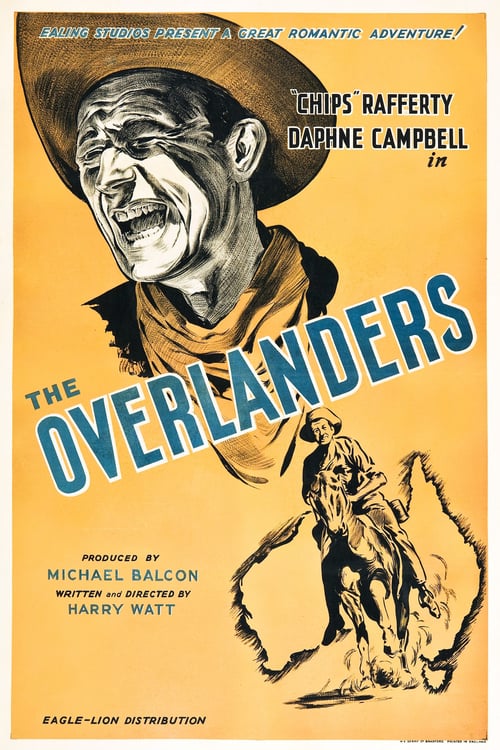 EALING STUDIOS PRESENT A GREAT ROMANTIC ADVENTURE!
"CHIPS" RAFFERTY
DAPHNE CAMPBELL
in
THE
OVERLANDERS
PRODUCED BY
MICHAEL BALCON
WRITTEN and DIRECTED BY
HARRY WATT
EAGLE-LION DISTRIBUTION